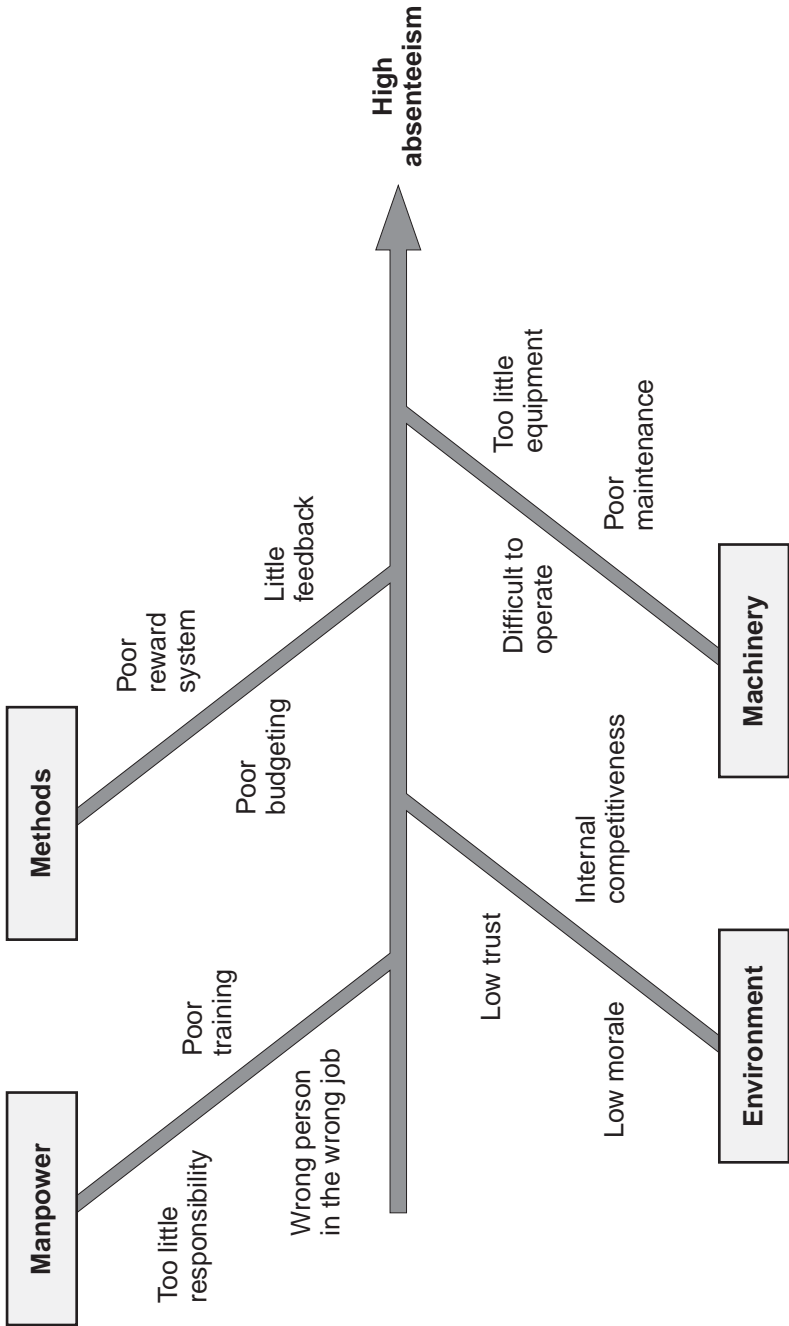 Manpower
Methods
Too little
responsibility
Poor
training
Wrong person
in the wrong job
Poor
reward
system
Poor
budgeting
Little
feedback
High
absenteeism
Low trust
Internal
competitiveness
Low morale
Difficult to
operate
Too little
equipment
Poor
maintenance
Environment
Machinery